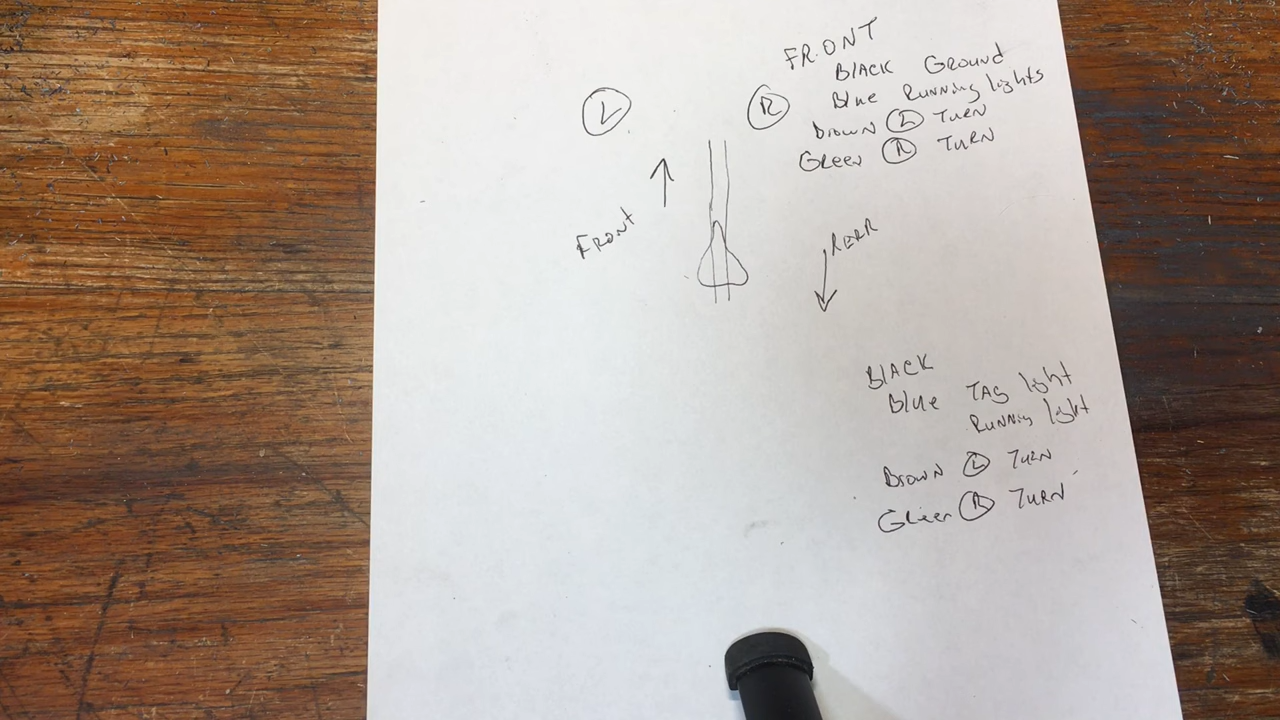 FRONT
BLACK GROUND
Blue Running lights
Brown L TURN
Green R TURN
L
R
FRONT
REAR
BLACK
Blue TAG light
Running light
Brown L TURN
Green R TURN